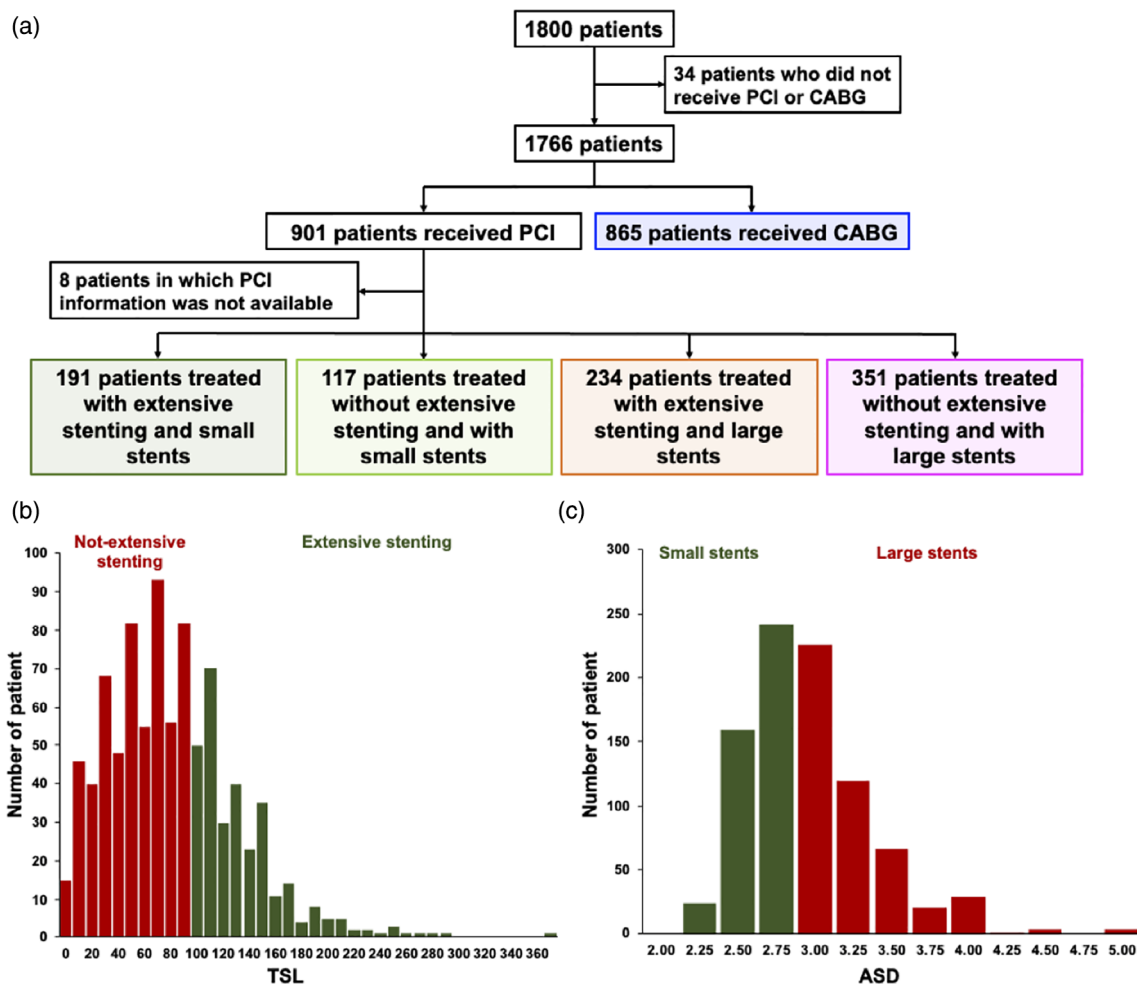 (a)
1800 patients
34 patients who did not
receive PCI or CABG
1766 patients
901 patients received PCI
865 patients received CABG
8 patients in which PCI
information was not available
191 patients treated
with extensive
stenting and small
stents
117 patients treated
without extensive
stenting and with
small stents
234 patients treated
with extensive
stenting and large
stents
351 patients treated
without extensive
stenting and with
large stents
(b)
Not-extensive
stenting
Extensive stenting
Number of patient
100
90
80
70
60
50
40
30
20
10
0
0 20 40 60 80 100 120 140 160 180 200 220 240 260 280 300 320 340 360
TSL
(c)
Small stents
Large stents
Number of patient
300
250
200
150
100
50
0
2.00 2.25 2.50 2.75 3.00 3.25 3.50 3.75 4.00 4.25 4.50 4.75 5.00
ASD